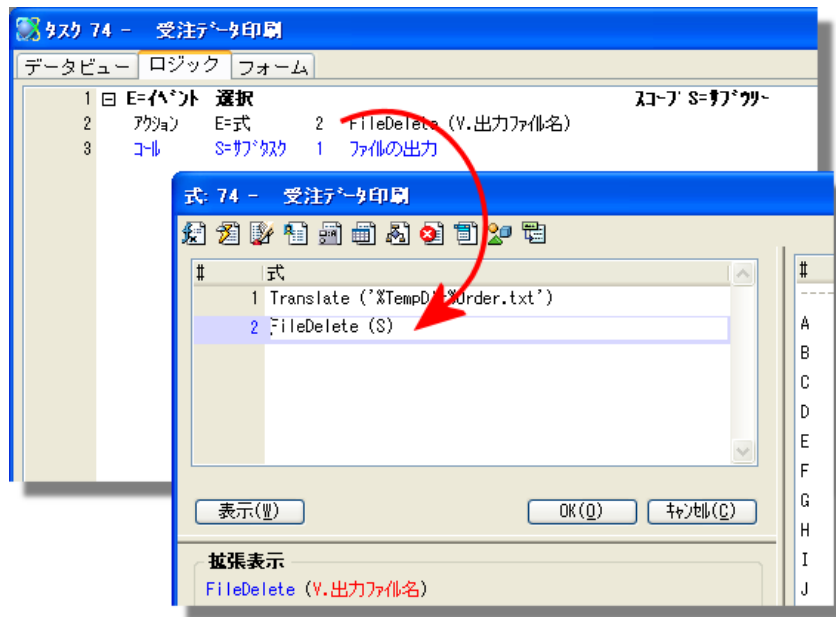 タスク 74 - 受注ﾃﾞｰﾀ印刷
データビュー ロジック フォーム
1 E=ｲﾍﾞﾝﾄ 選択 ｽｺｰﾌﾟ S=ｻﾌﾞﾂﾘｰ
2 ｱｸｼｮﾝ E=式 2 FileDelete (V.出力ﾌｧｲﾙ名)
3 ｺｰﾙ S=ｻﾌﾞﾀｽｸ 1 ﾌｧｲﾙの出力
式: 74 - 受注ﾃﾞｰﾀ印刷
# 式 #
1 Translate ('%TempDir%Order.txt')
2 FileDelete (S)
A
B
C
D
E
F
G
H
I
J
表示(W) OK(O) ｷｬﾝｾﾙ(C)
拡張表示
FileDelete (V.出力ﾌｧｲﾙ名)